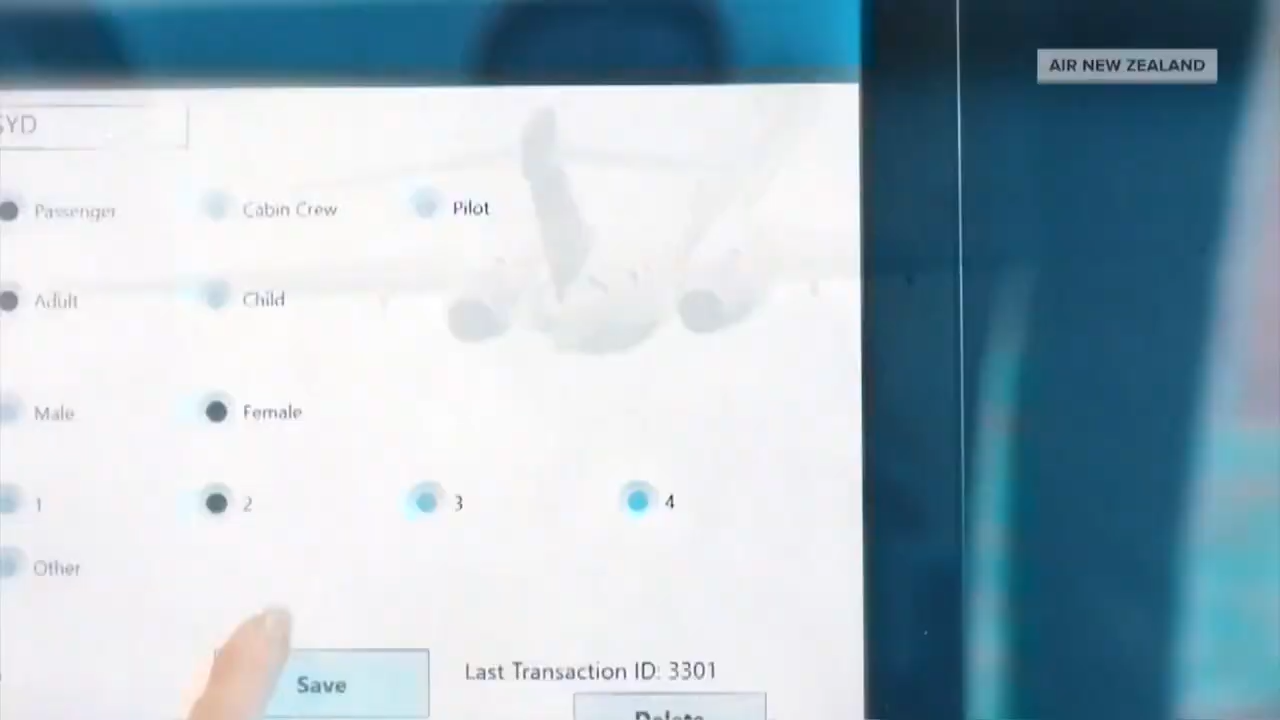 AIR NEW ZEALAND
SYD
Passenger Cabin Crew Pilot
Adult Child
Male Female
1 2 3 4
Other
Last Transaction ID: 3301
Save
Delete